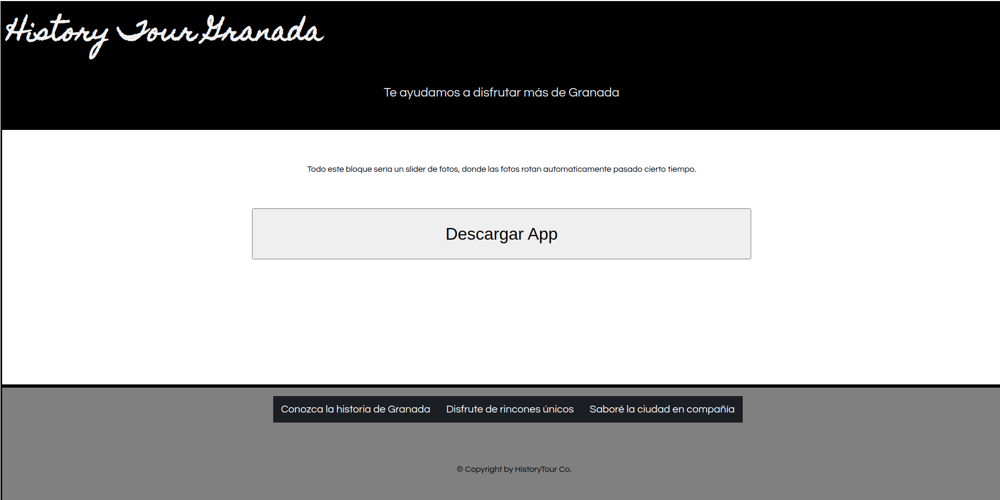 History Tour Granada
Te ayudamos a disfrutar más de Granada
Todo este bloque sería un slider de fotos, donde las fotos rotan automaticamente pasado cierto tiempo.
Descargar App
Conozca la historia de Granada Disfrute de rincones únicos Saboré la ciudad en compañía
© Copyright by HistoryTour Co.